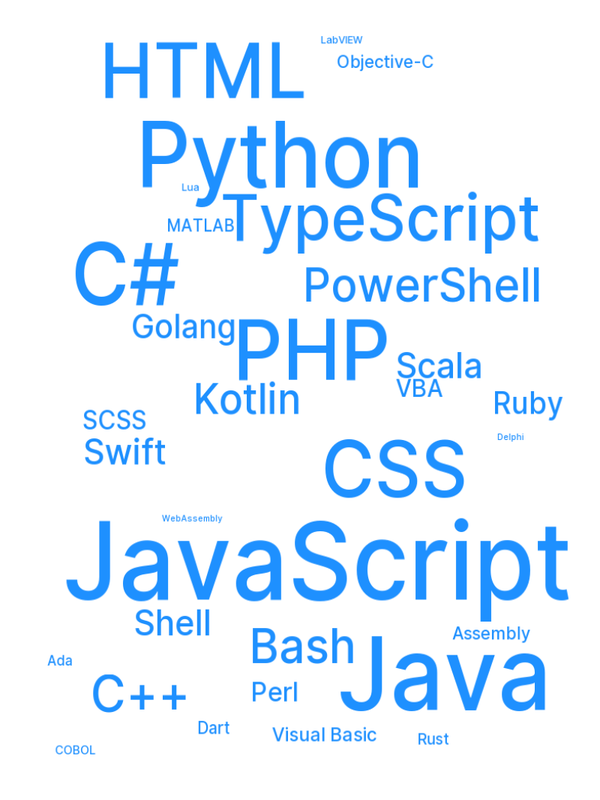 LabVIEW
HTML
Objective-C
Python
Lua
TypeScript
MATLAB
C#
PowerShell
Golang
PHP
Scala
VBA
Kotlin
Ruby
SCSS
Delphi
Swift
CSS
WebAssembly
JavaScript
Shell
Assembly
Bash
Java
Ada
C++
Perl
Dart
Visual Basic
Rust
COBOL